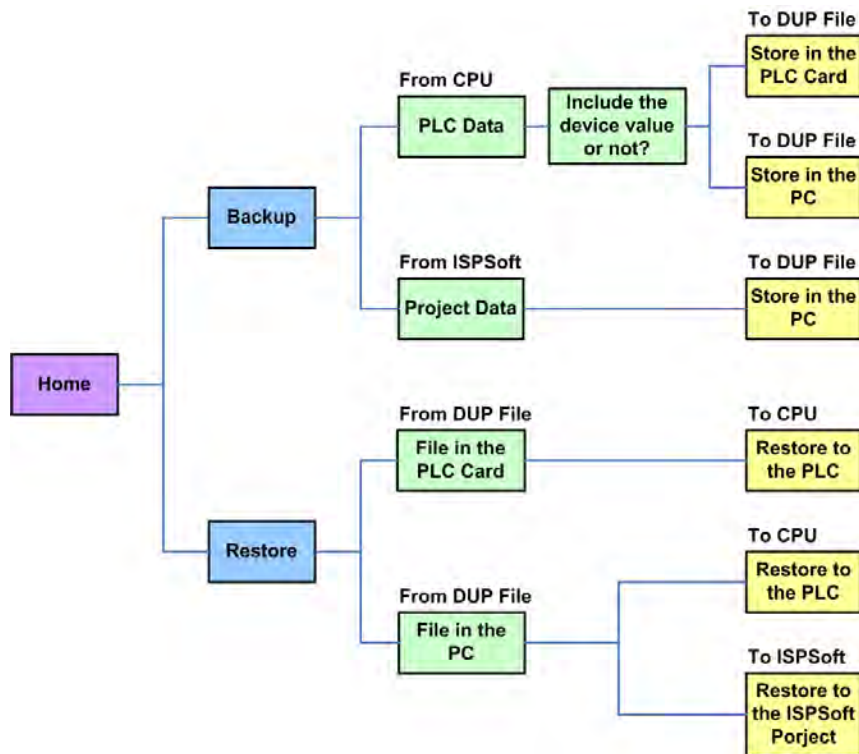 To DUP File
Store in the
PLC Card
From CPU
PLC Data
Include the
device value
or not?
To DUP File
Store in the
PC
Backup
From ISPSoft
Project Data
To DUP File
Store in the
PC
Home
From DUP File
File in the
PLC Card
To CPU
Restore to
the PLC
Restore
From DUP File
File in the
PC
To CPU
Restore to
the PLC
To ISPSoft
Restore to
the ISPSoft
Porject